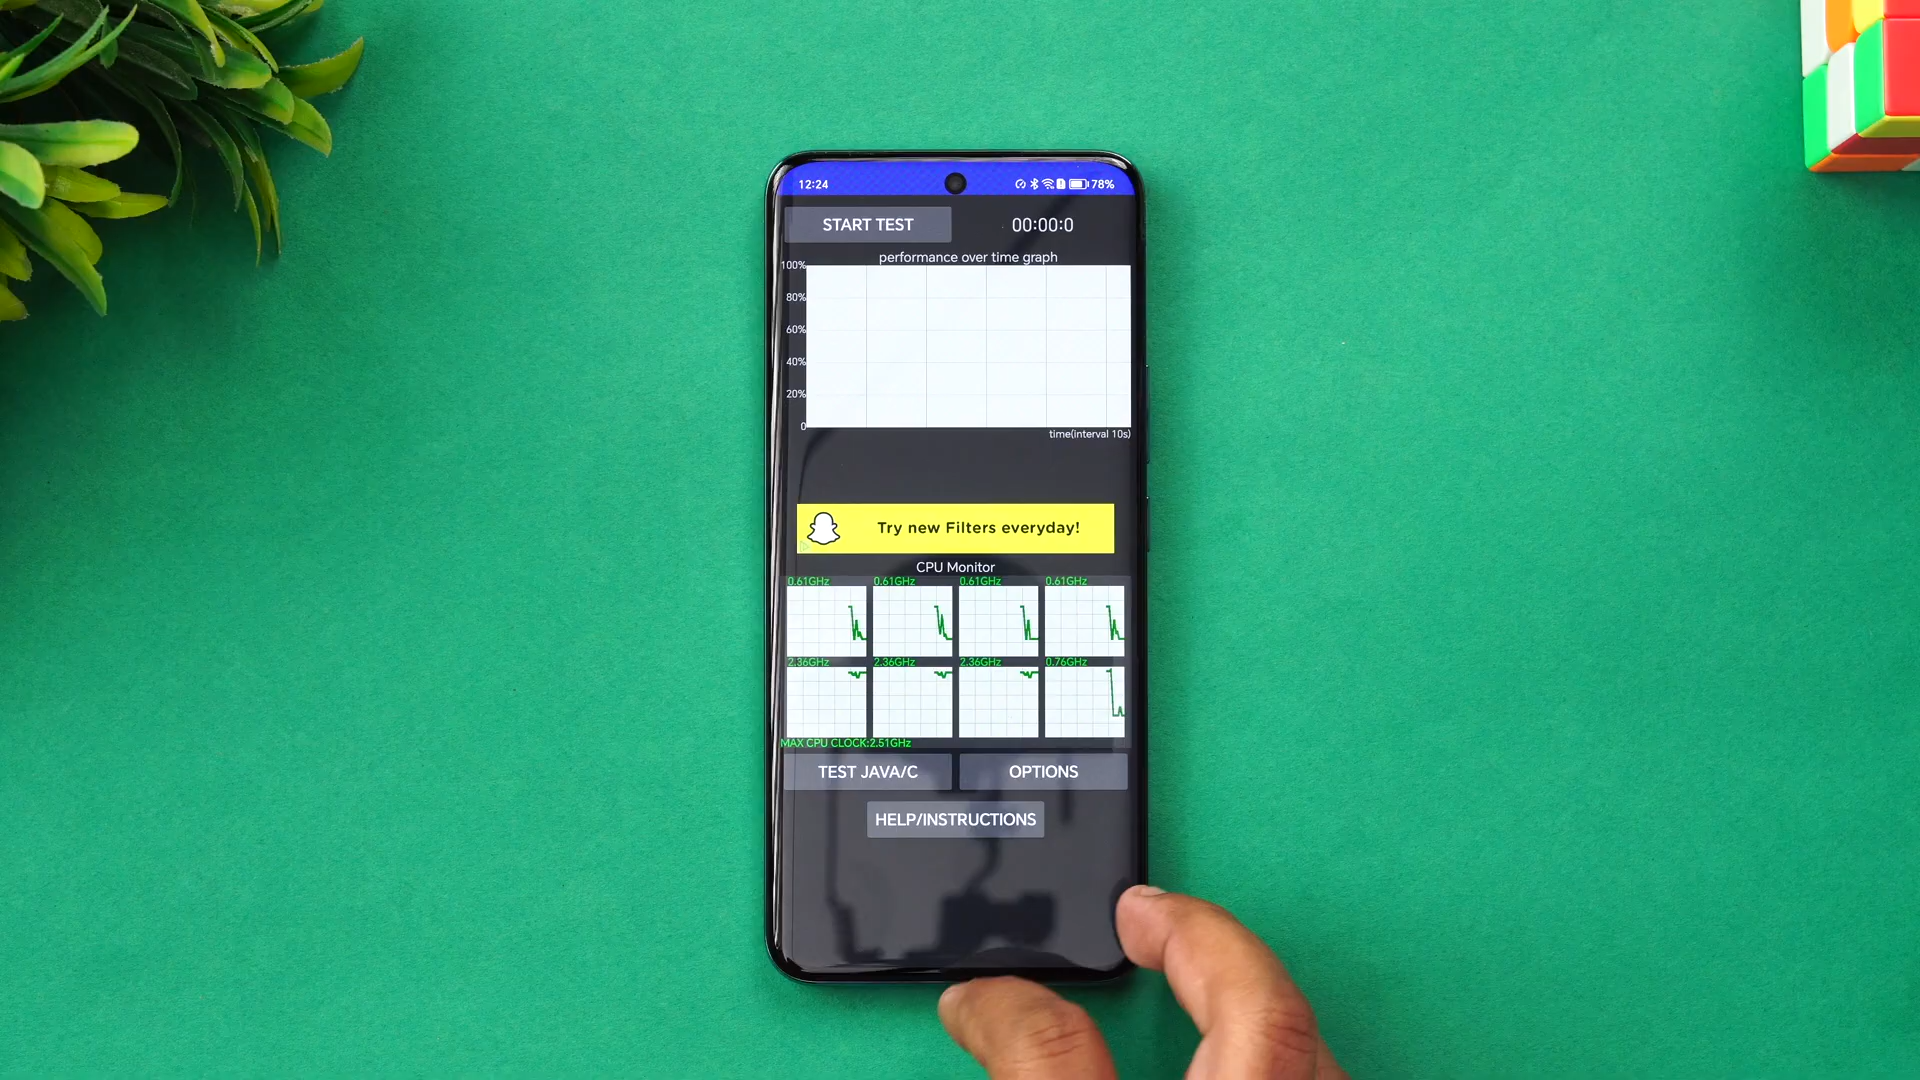 12:24
78%
START TEST
00:00:0
performance over time graph
100%
80%
60%
40%
20%
0
time(interval 10s)
Try new Filters everyday!
CPU Monitor
0.61GHz 0.61GHz 0.61GHz 0.61GHz
2.36GHz 2.36GHz 2.36GHz 0.76GHz
MAX CPU CLOCK:2.51GHz
TEST JAVA/C
OPTIONS
HELP/INSTRUCTIONS